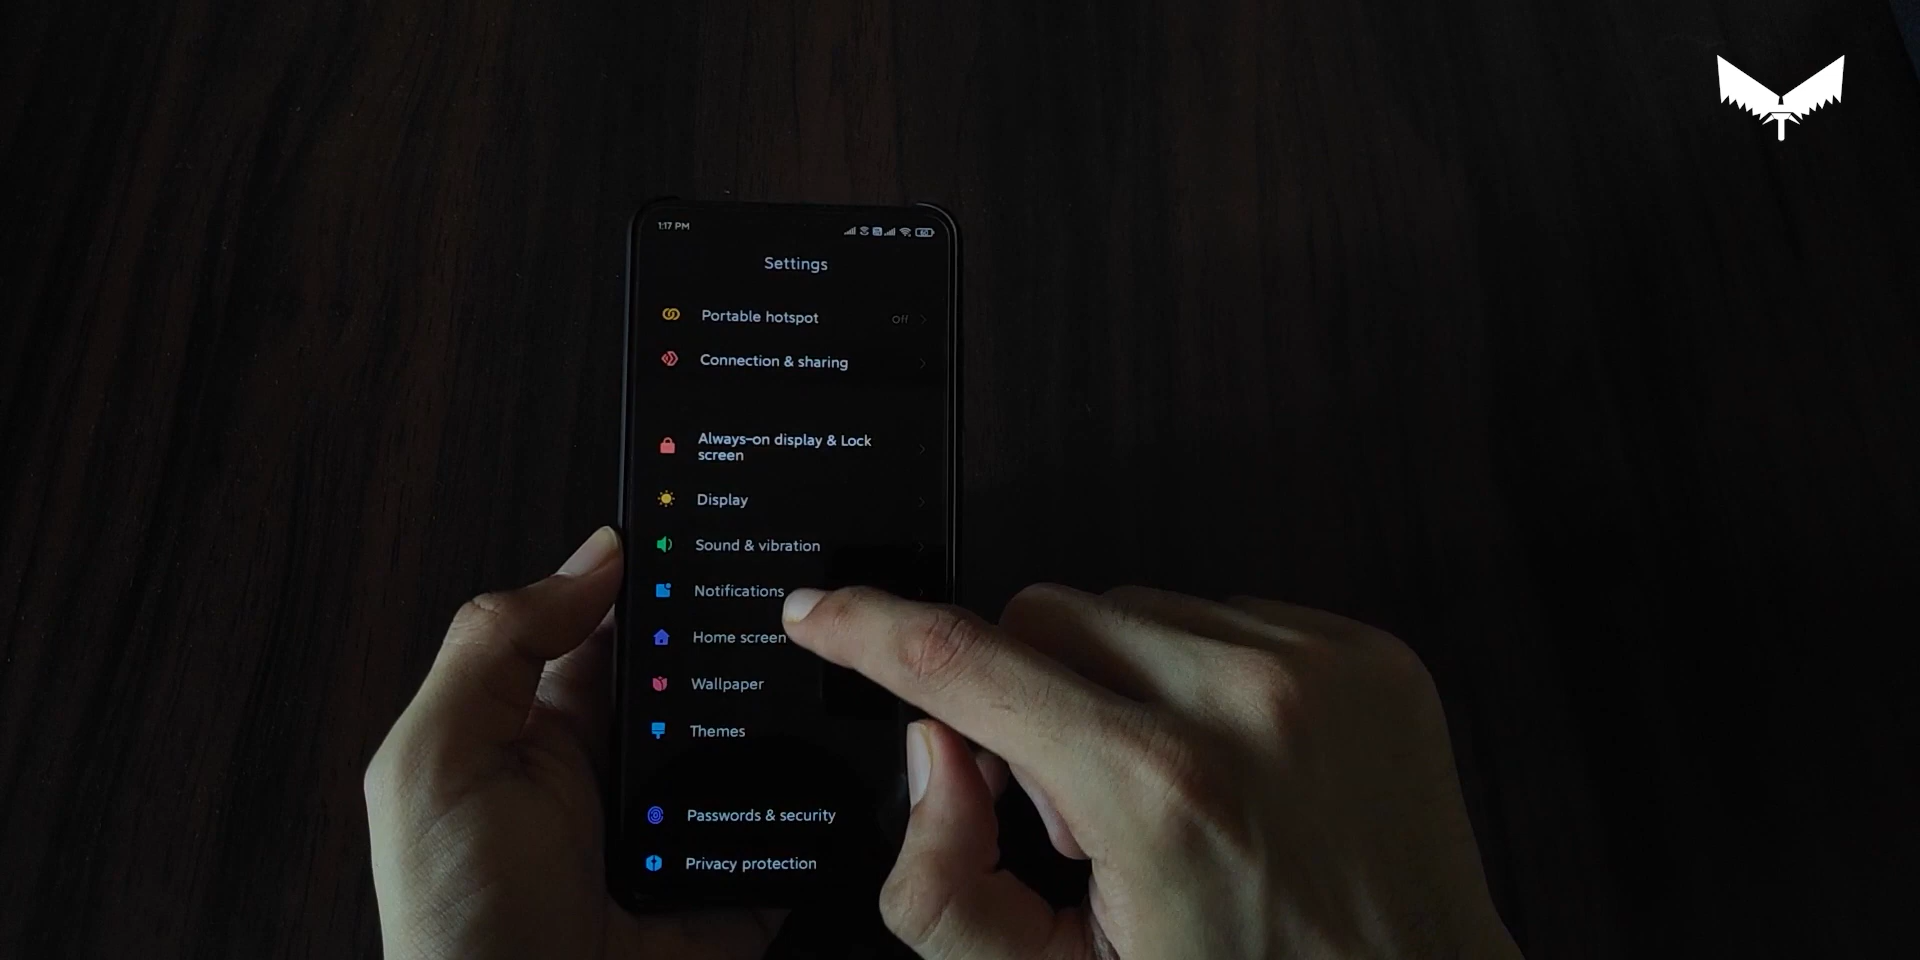 1:17 PM
Settings
Portable hotspot
Off
Connection & sharing
Always-on display & Lock
screen
Display
Sound & vibration
Notifications
Home screen
Wallpaper
Themes
Passwords & security
Privacy protection